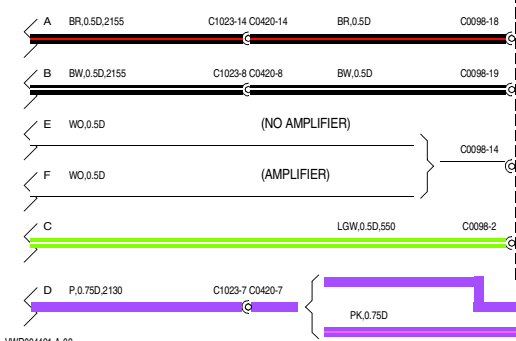 A BR,0.5D,2155 C1023-14 C0420-14 BR,0.5D C0098-18
B BW,0.5D,2155 C1023-8 C0420-8 BW,0.5D C0098-19
E WO,0.5D (NO AMPLIFIER)
C0098-14
F WO,0.5D (AMPLIFIER)
C LGW,0.5D,550 C0098-2
D P,0.75D,2130 C1023-7 C0420-7
PK,0.75D